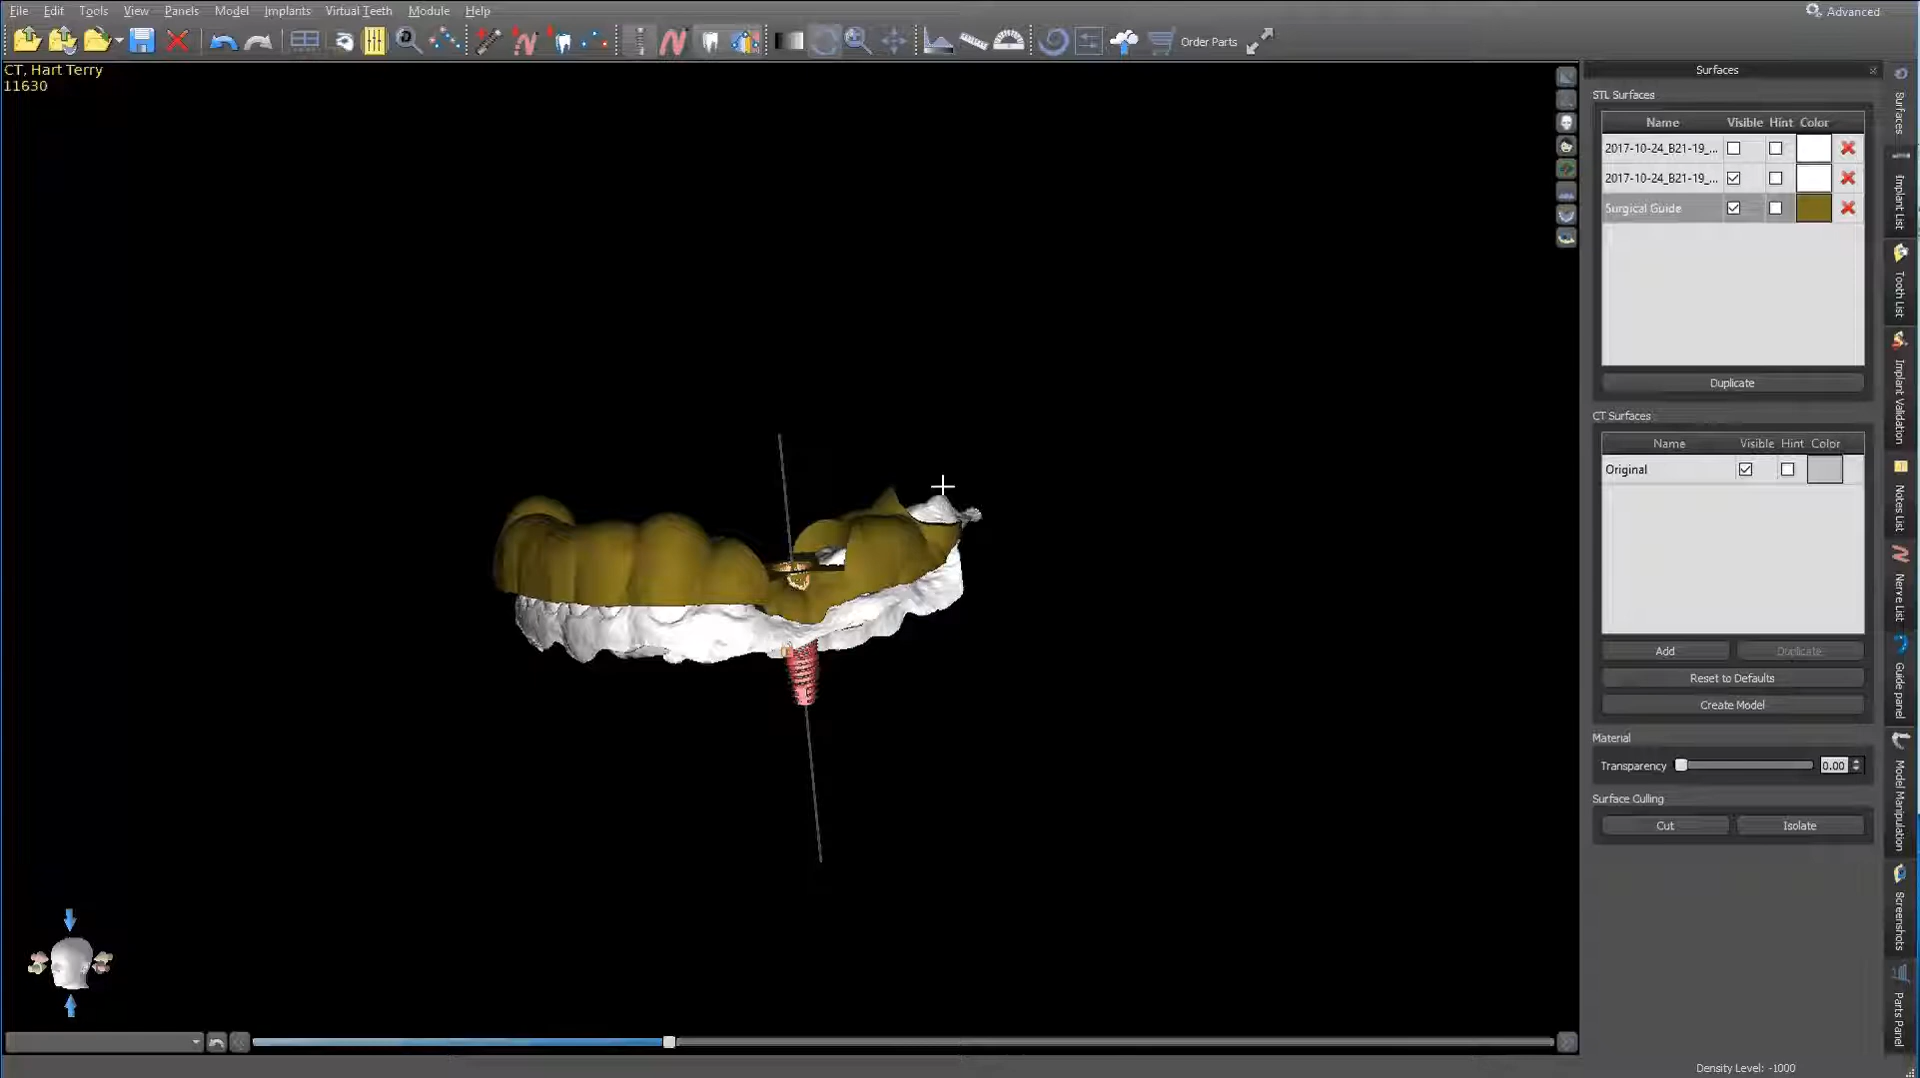 File Edit Tools View Panels Model Implants Virtual Teeth Module Help
Advanced
Order Parts
CT, Hart Terry
11630
Surfaces
STL Surfaces
Name Visible Hint Color
2017-10-24_B21-19_...
2017-10-24_B21-19_...
Surgical Guide
Duplicate
CT Surfaces
Name Visible Hint Color
Original
Add Duplicate
Reset to Defaults
Create Model
Material
Transparency 0.00
Surface Culling
Cut Isolate
Surfaces
Implant List
Tooth List
Implant Validation
Notes List
Nerve List
Guide panel
Model Manipulation
Screenshots
Parts Panel
Density Level: -1000